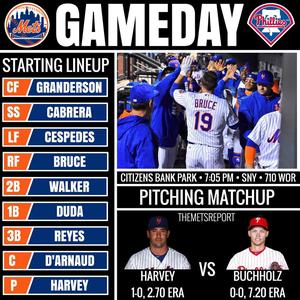 Mets
GAMEDAY
Phillies
STARTING LINEUP
CF GRANDERSON
SS CABRERA
LF CESPEDES
RF BRUCE
2B WALKER
1B DUDA
3B REYES
C D'ARNAUD
P HARVEY
BRUCE
19
CITIZENS BANK PARK • 7:05 PM • SNY • 710 WOR
PITCHING MATCHUP
THEMETSREPORT
HARVEY VS BUCHHOLZ
1-0, 2.70 ERA 0-0, 7.20 ERA